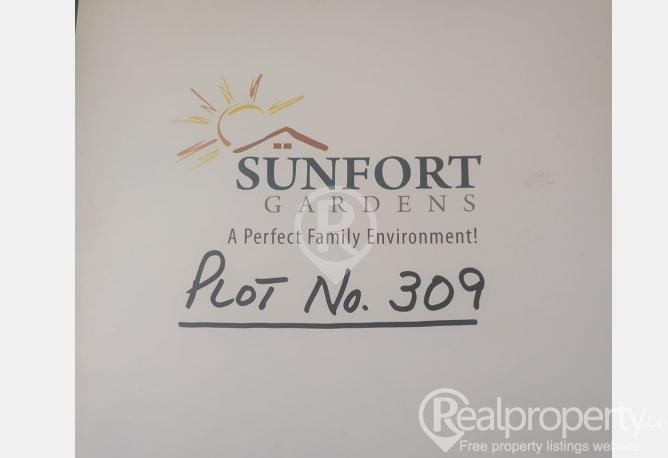 SUNFORT
GARDENS
A Perfect Family Environment!
PLOT No. 309
Realproperty.pk
Free property listings website